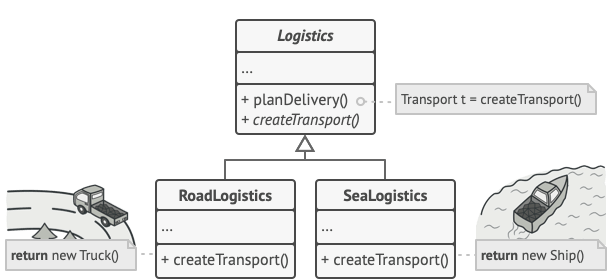 Logistics
...
+ planDelivery()
+ createTransport()
Transport t = createTransport()
RoadLogistics
...
+ createTransport()
SeaLogistics
...
+ createTransport()
return new Truck()
return new Ship()